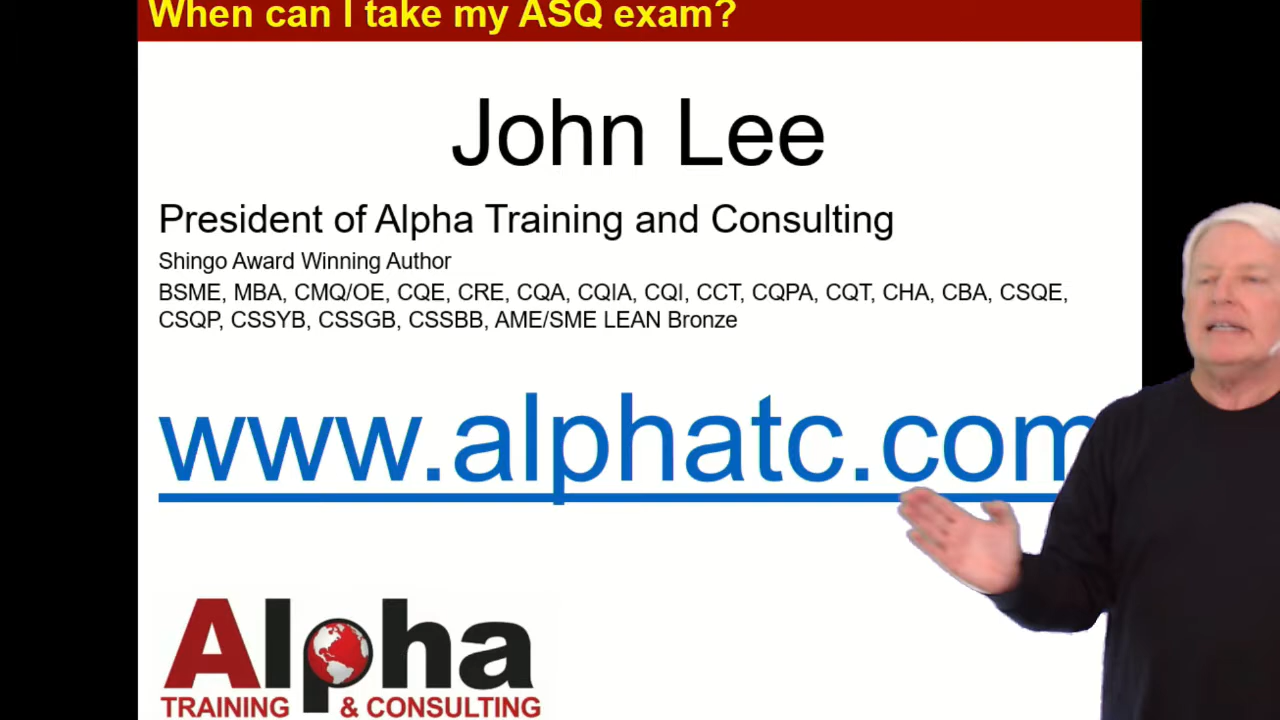 When can I take my ASQ exam?
John Lee
President of Alpha Training and Consulting
Shingo Award Winning Author
BSME, MBA, CMQ/OE, CQE, CRE, CQA, CQIA, CQI, CCT, CQPA, CQT, CHA, CBA, CSQE,
CSQP, CSSYB, CSSGB, CSSBB, AME/SME LEAN Bronze
www.alphatc.com
Alpha
TRAINING & CONSULTING